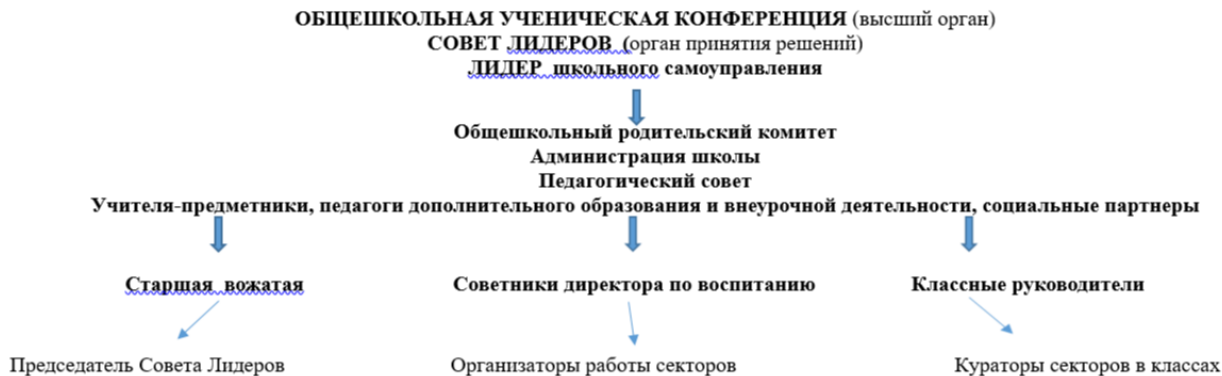 ОБЩЕШКОЛЬНАЯ УЧЕНИЧЕСКАЯ КОНФЕРЕНЦИЯ (высший орган)
СОВЕТ ЛИДЕРОВ (орган принятия решений)
ЛИДЕР школьного самоуправления
Общешкольный родительский комитет
Администрация школы
Педагогический совет
Учителя-предметники, педагоги дополнительного образования и внеурочной деятельности, социальные партнеры
Старшая вожатая
Советники директора по воспитанию
Классные руководители
Председатель Совета Лидеров
Организаторы работы секторов
Кураторы секторов в классах